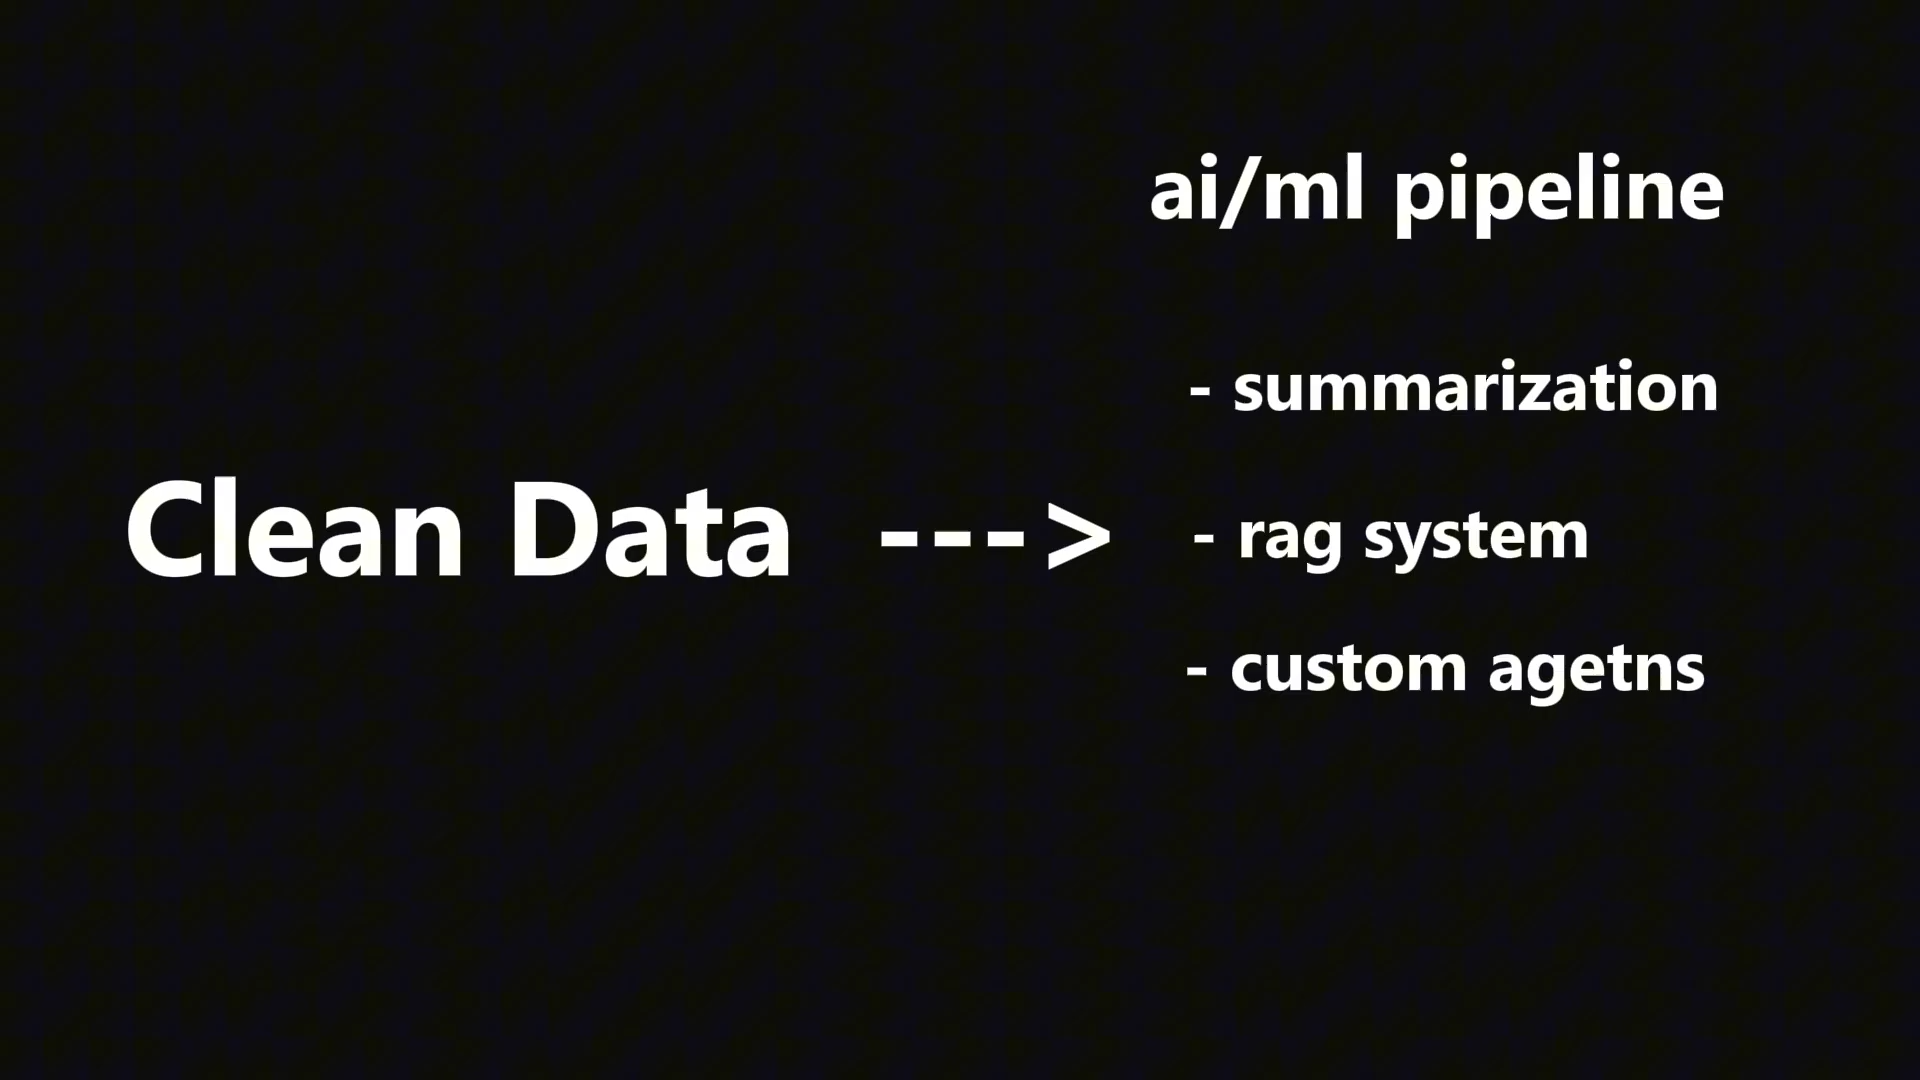 ai/ml pipeline
- summarization
Clean Data ---> - rag system
- custom agetns